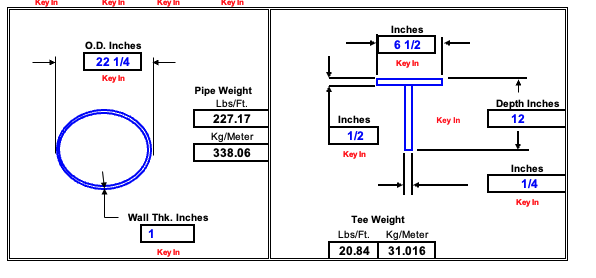 Key In Key In Key In Key In
O.D. Inches
22 1/4
Key In
Pipe Weight
Lbs/Ft.
227.17
Kg/Meter
338.06
Wall Thk. Inches
1
Key In
Inches
6 1/2
Key In
Inches
1/2
Key In
Key In
Depth Inches
12
Inches
1/4
Key In
Tee Weight
Lbs/Ft. Kg/Meter
20.84 31.016